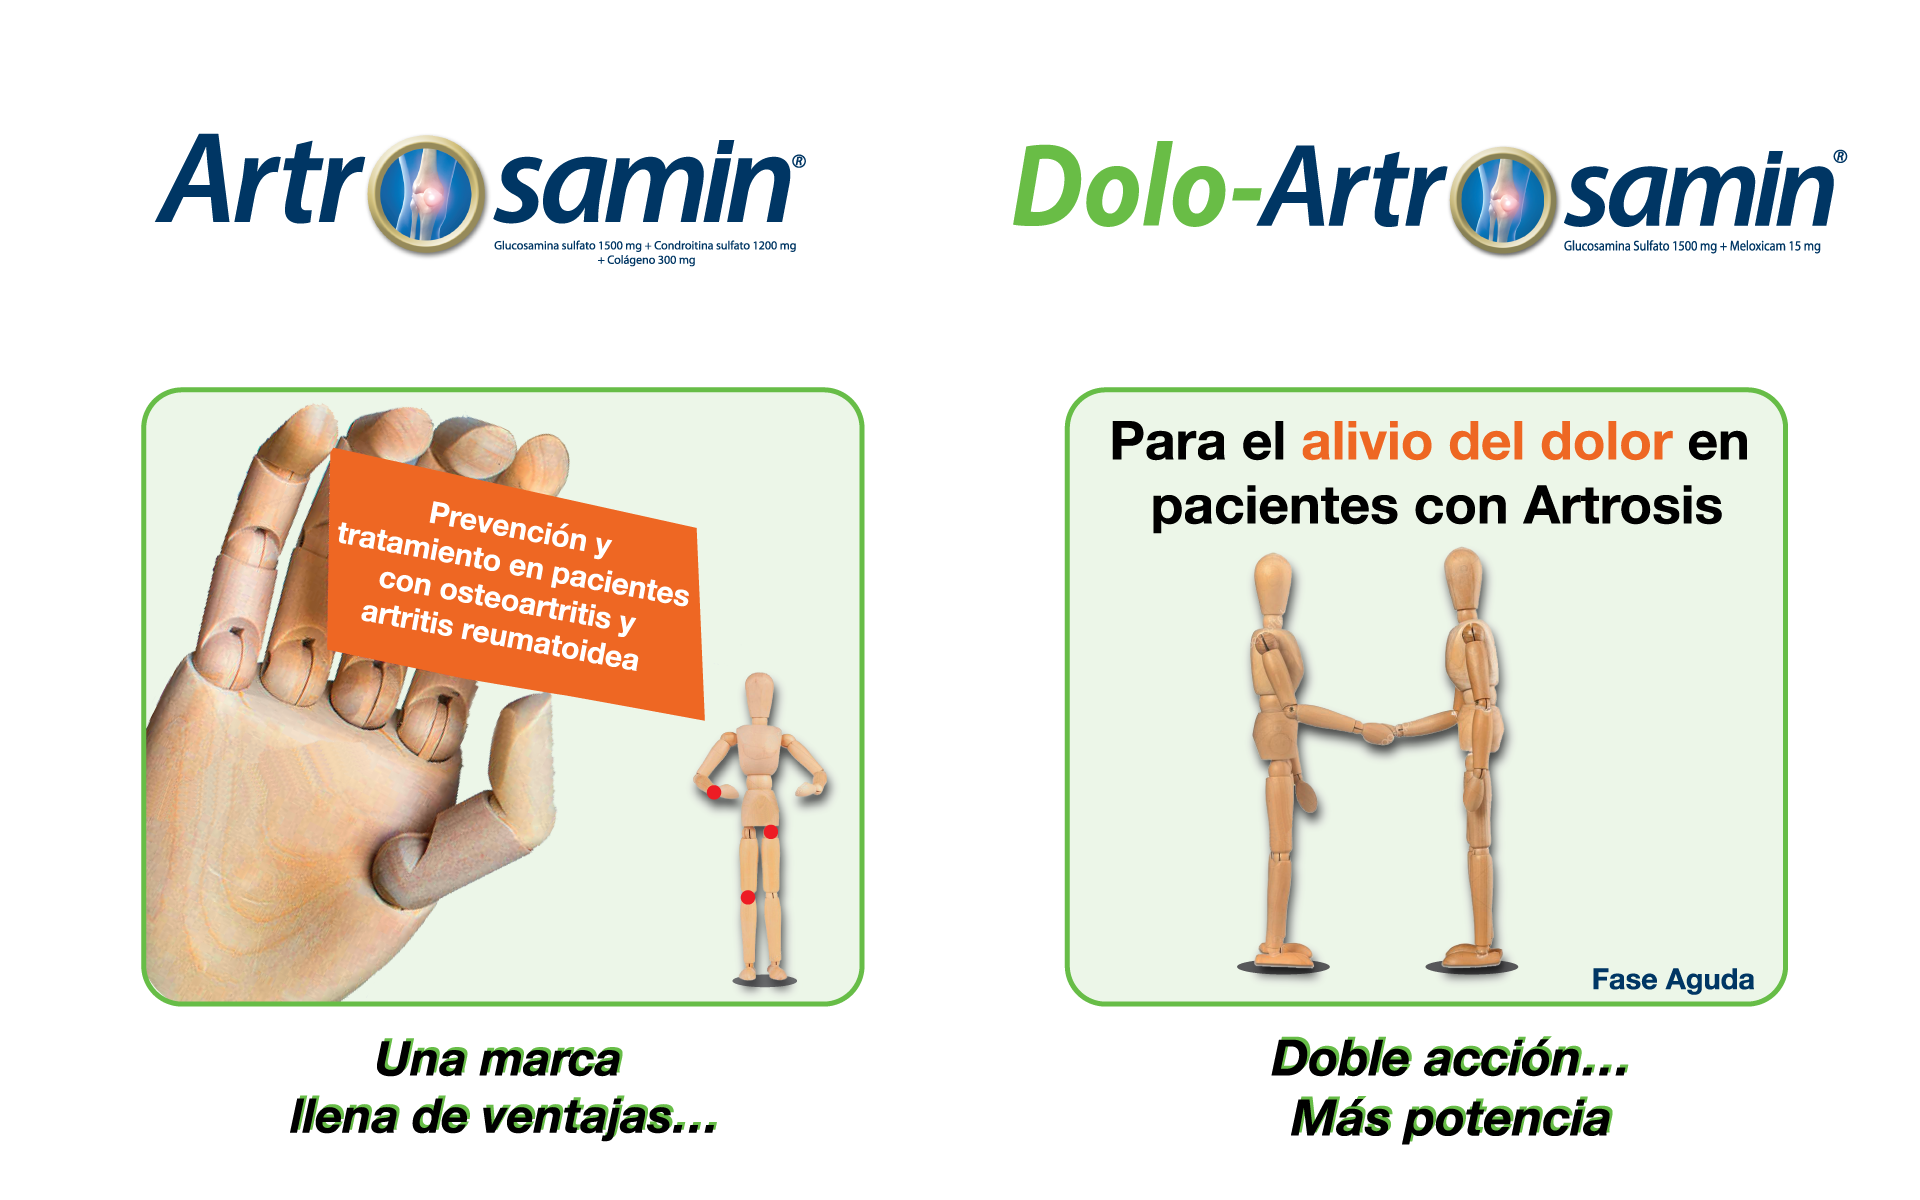 Artrosamin®
Glucosamina sulfato 1500 mg + Condroitina sulfato 1200 mg
+ Colágeno 300 mg
Prevención y
tratamiento en pacientes
con osteoartritis y
artritis reumatoidea
Una marca
llena de ventajas...
Dolo-Artrosamin®
Glucosamina Sulfato 1500 mg + Meloxicam 15 mg
Para el alivio del dolor en
pacientes con Artrosis
Fase Aguda
Doble acción...
Más potencia